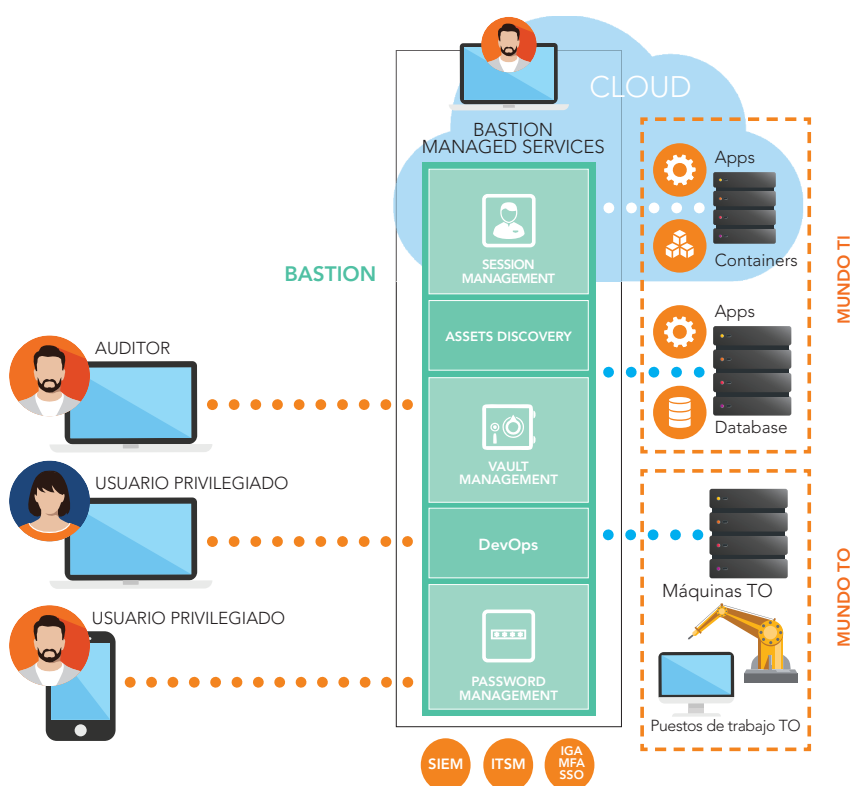 CLOUD
BASTION
MANAGED SERVICES
Apps
Containers
MUNDO TI
SESSION
MANAGEMENT
BASTION
ASSETS DISCOVERY
Apps
Database
AUDITOR
VAULT
MANAGEMENT
USUARIO PRIVILEGIADO
DevOps
Máquinas TO
MUNDO TO
USUARIO PRIVILEGIADO
PASSWORD
MANAGEMENT
Puestos de trabajo TO
SIEM
ITSM
IGA
MFA
SSO